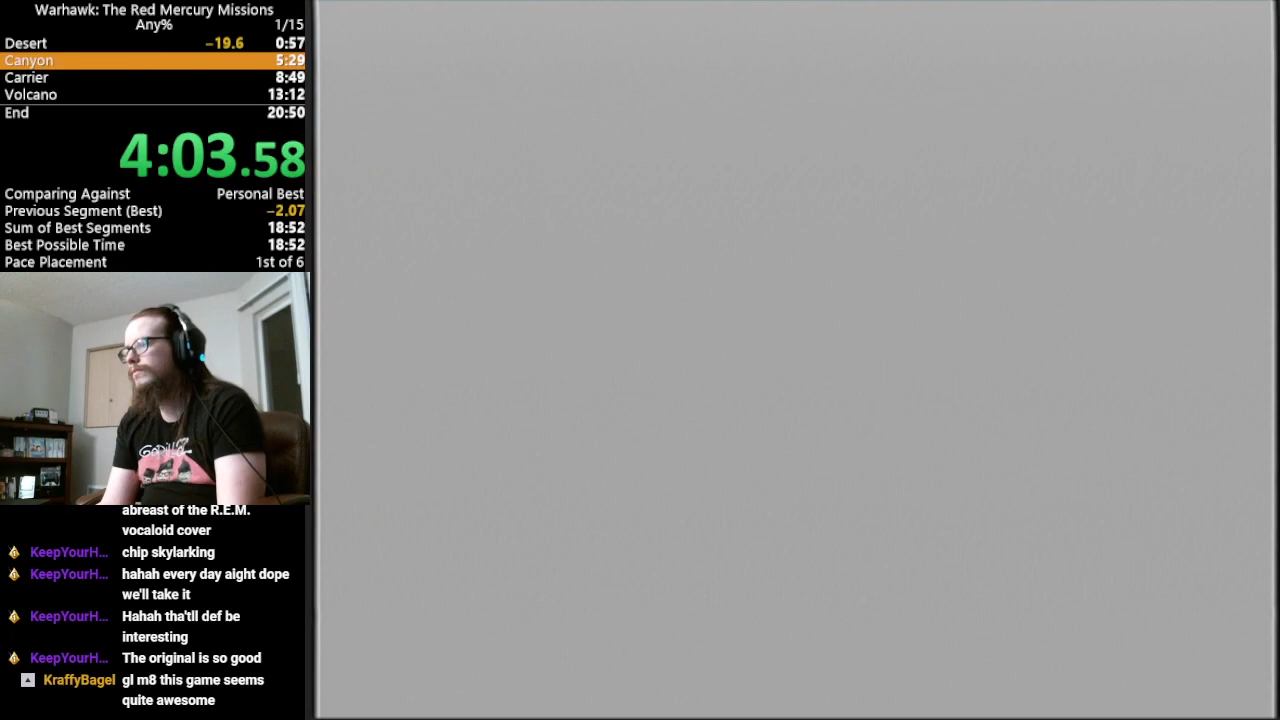 Warhawk: The Red Mercury Missions
Any% 1/15
Desert −19.6 0:57
Canyon 5:29
Carrier 8:49
Volcano 13:12
End 20:50
4:03.58
Comparing Against Personal Best
Previous Segment (Best) −2.07
Sum of Best Segments 18:52
Best Possible Time 18:52
Pace Placement 1st of 6
GODiLLEZ
abreast of the R.E.M.
vocaloid cover
KeepYourH... chip skylarking
KeepYourH... hahah every day aight dope
we'll take it
KeepYourH... Hahah tha'tll def be
interesting
KeepYourH... The original is so good
KraffyBagel gl m8 this game seems
quite awesome